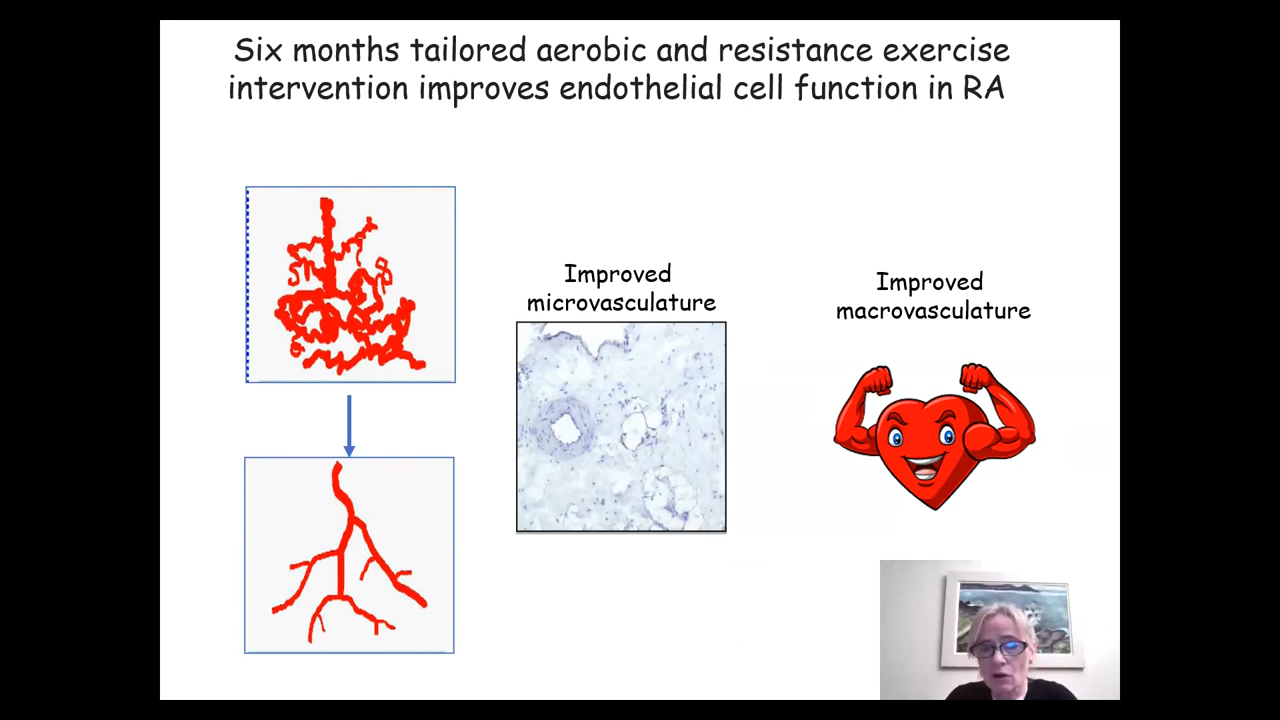 Six months tailored aerobic and resistance exercise
intervention improves endothelial cell function in RA
Improved
microvasculature
Improved
macrovasculature